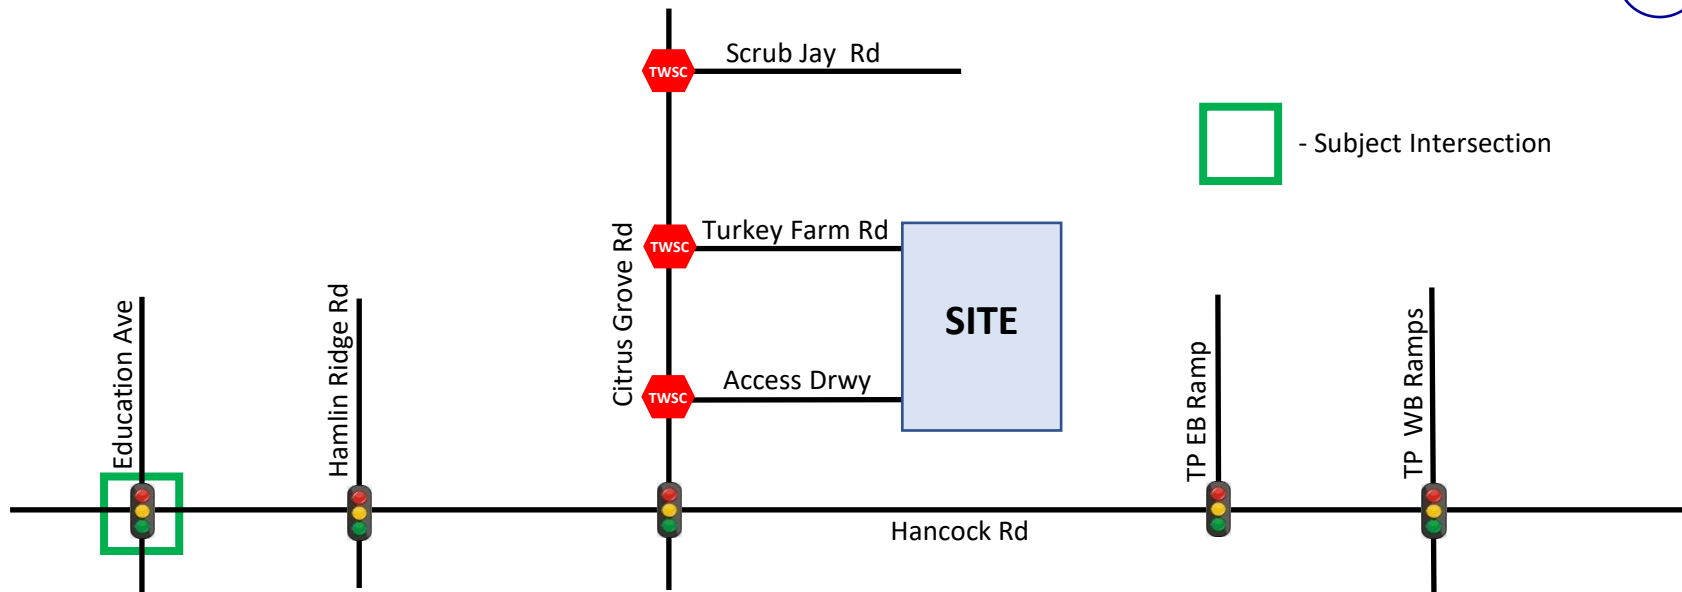 Scrub Jay  Rd
TWSC
- Subject Intersection
Turkey Farm Rd
TWSC
Citrus Grove Rd
SITE
Education Ave
Hamlin Ridge Rd
Access Drwy
TWSC
TP EB Ramp
TP  WB Ramps
Hancock Rd